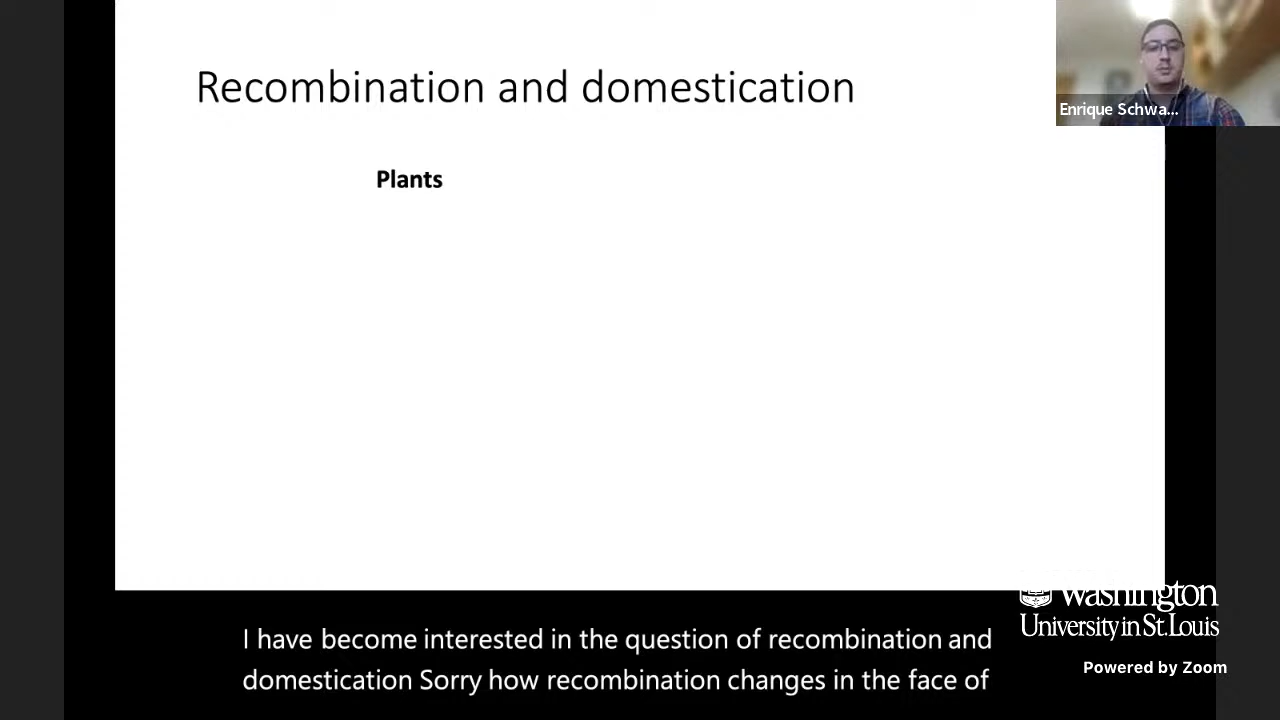 Recombination and domestication
Enrique Schwa...
Plants
Washington
University in St. Louis
Powered by Zoom
I have become interested in the question of recombination and
domestication Sorry how recombination changes in the face of